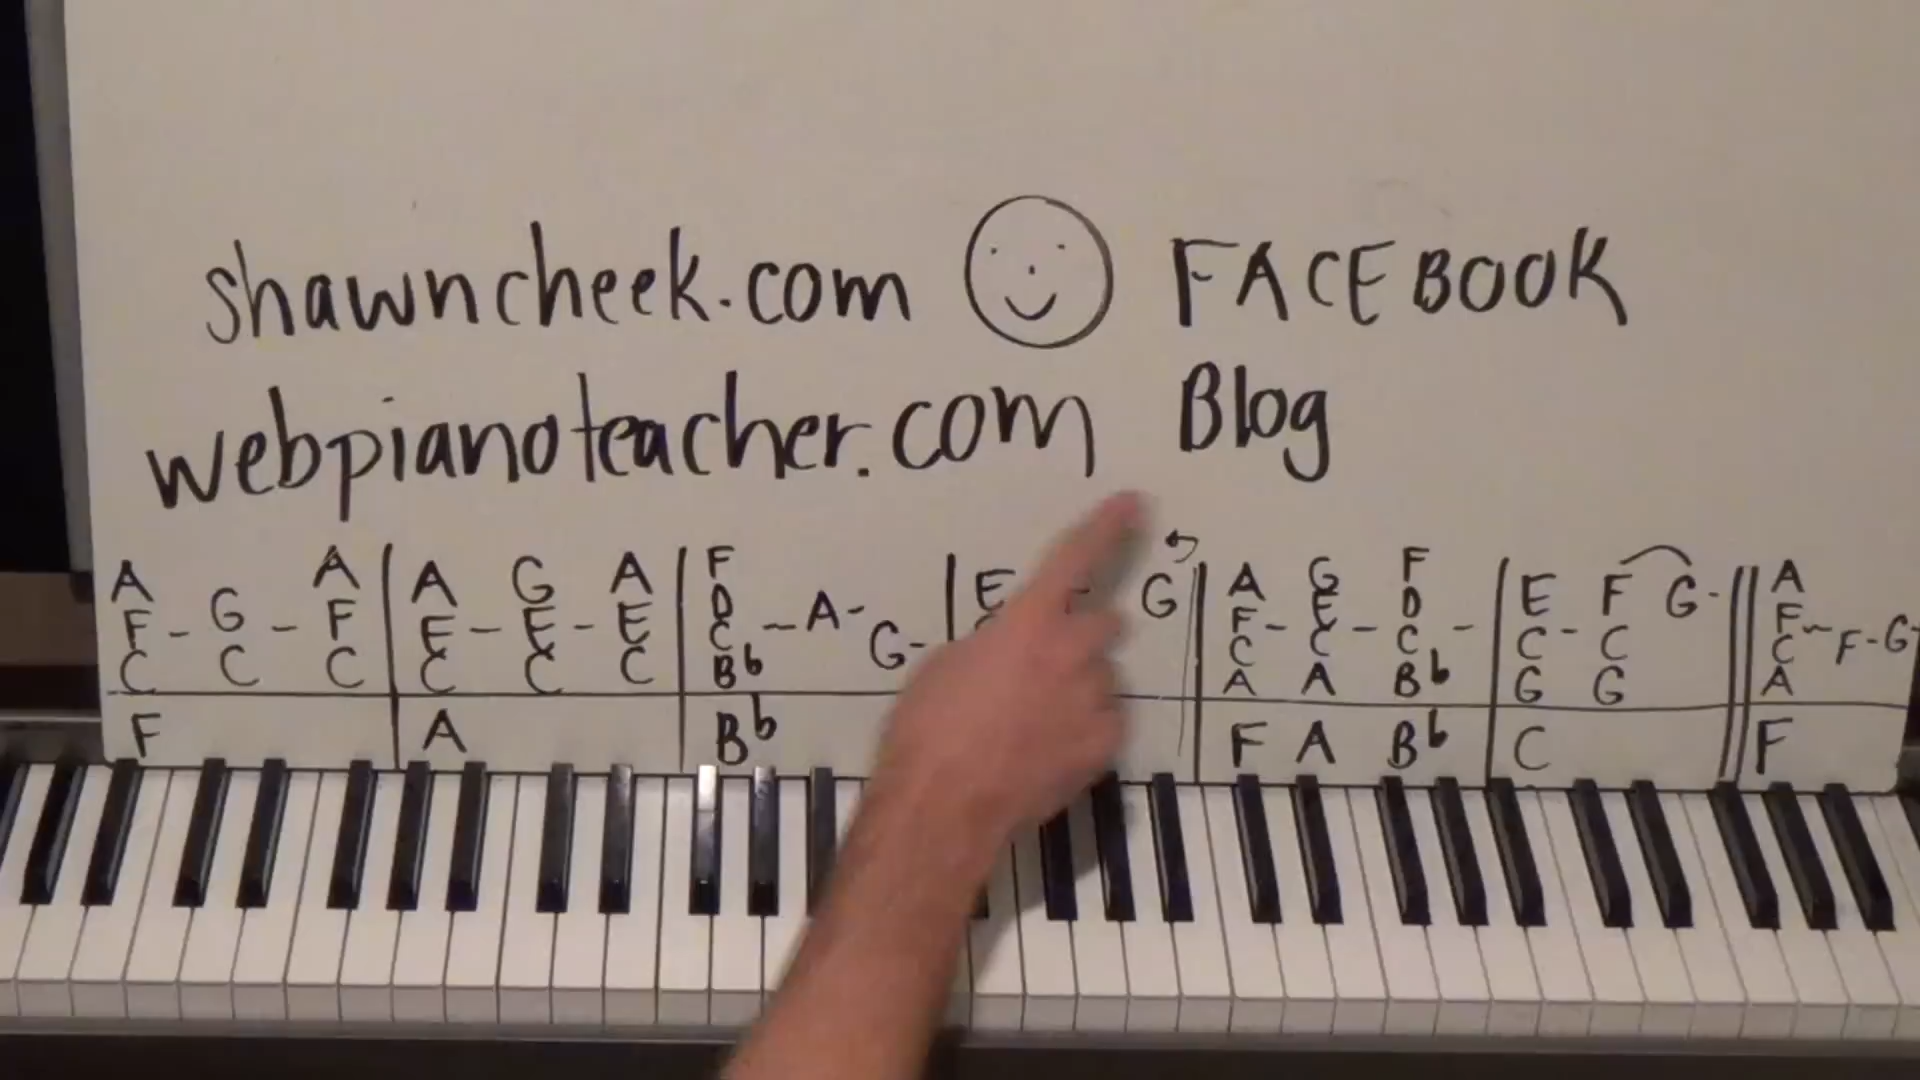 shawncheek.com FACEBOOK
webpianoteacher.com Blog
A A A G A F E G A G F E F G- A
F - G - F E - E - E D - A- F - E - D - C - C F - F - G-
C C C C C C C G- C C C G G C
Bb A A Bb A
F A Bb F A Bb C F